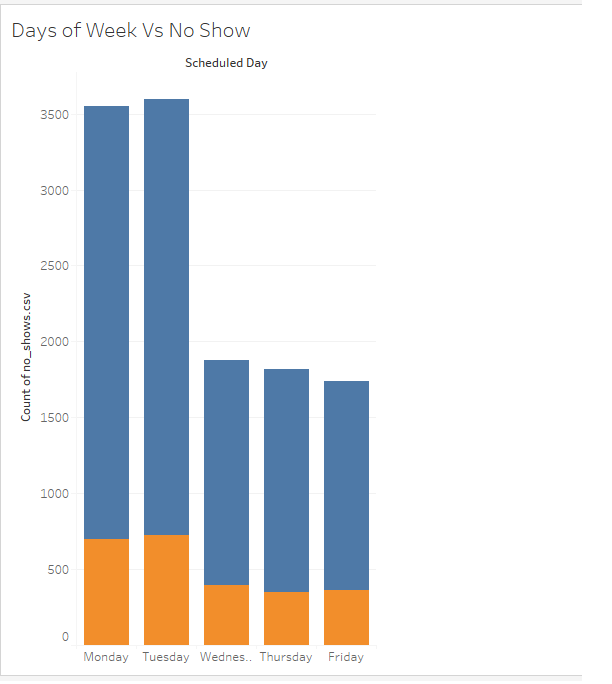 Days of Week Vs No Show
Scheduled Day
3500
3000
2500
2000
1500
1000
500
0
Count of no_shows.csv
Monday Tuesday Wednes.. Thursday Friday